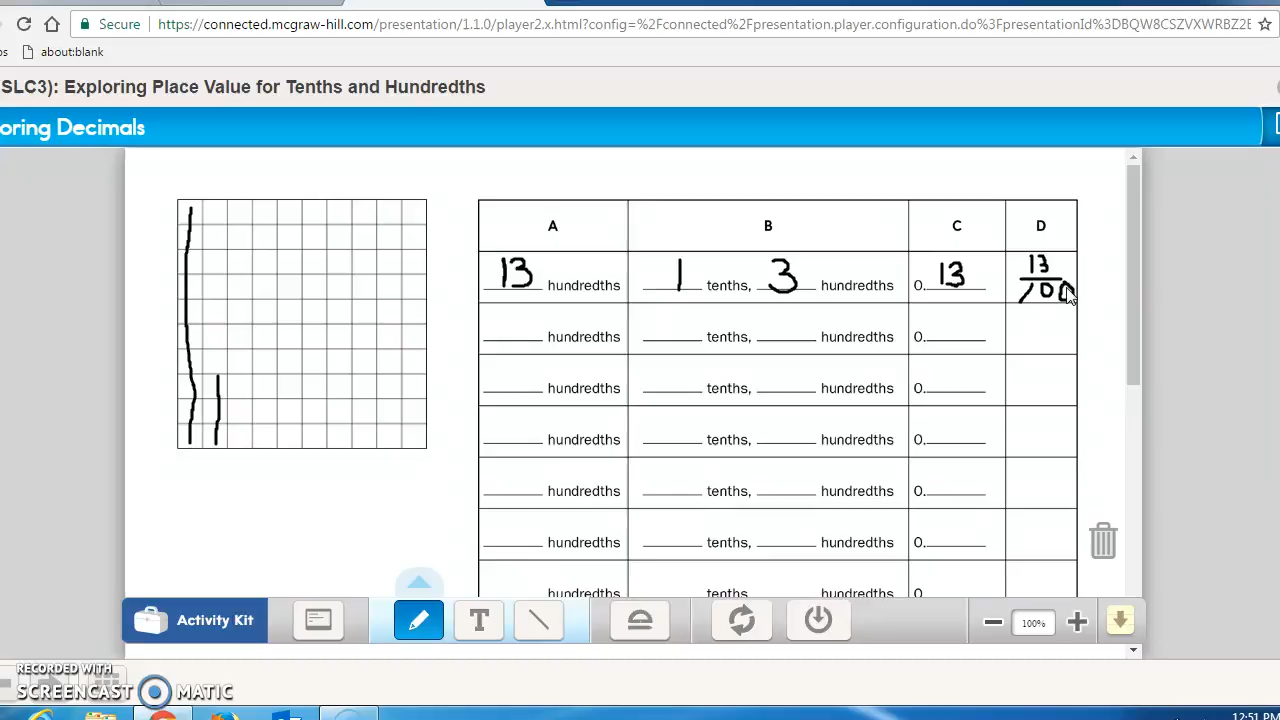 Secure https://connected.mcgraw-hill.com/presentation/1.1.0/player2.x.html?config=%2Fconnected%2Fpresentation.player.configuration.do%3FpresentationId%3DBQW8CSZVXWRBZ2E
ps about:blank
SLC3): Exploring Place Value for Tenths and Hundredths
oring Decimals
A B C D
13 hundredths 1 tenths, 3 hundredths 0.13 13/100
hundredths tenths, hundredths 0.
hundredths tenths, hundredths 0.
hundredths tenths, hundredths 0.
hundredths tenths, hundredths 0.
hundredths tenths, hundredths 0.
hundredths tenths, hundredths 0.
Activity Kit T 100%
RECORDED WITH
SCREENCAST MATIC
12:51 PM